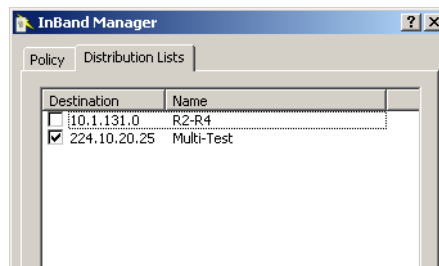 InBand Manager
Policy Distribution Lists
Destination Name
10.1.131.0 R2-R4
224.10.20.25 Multi-Test